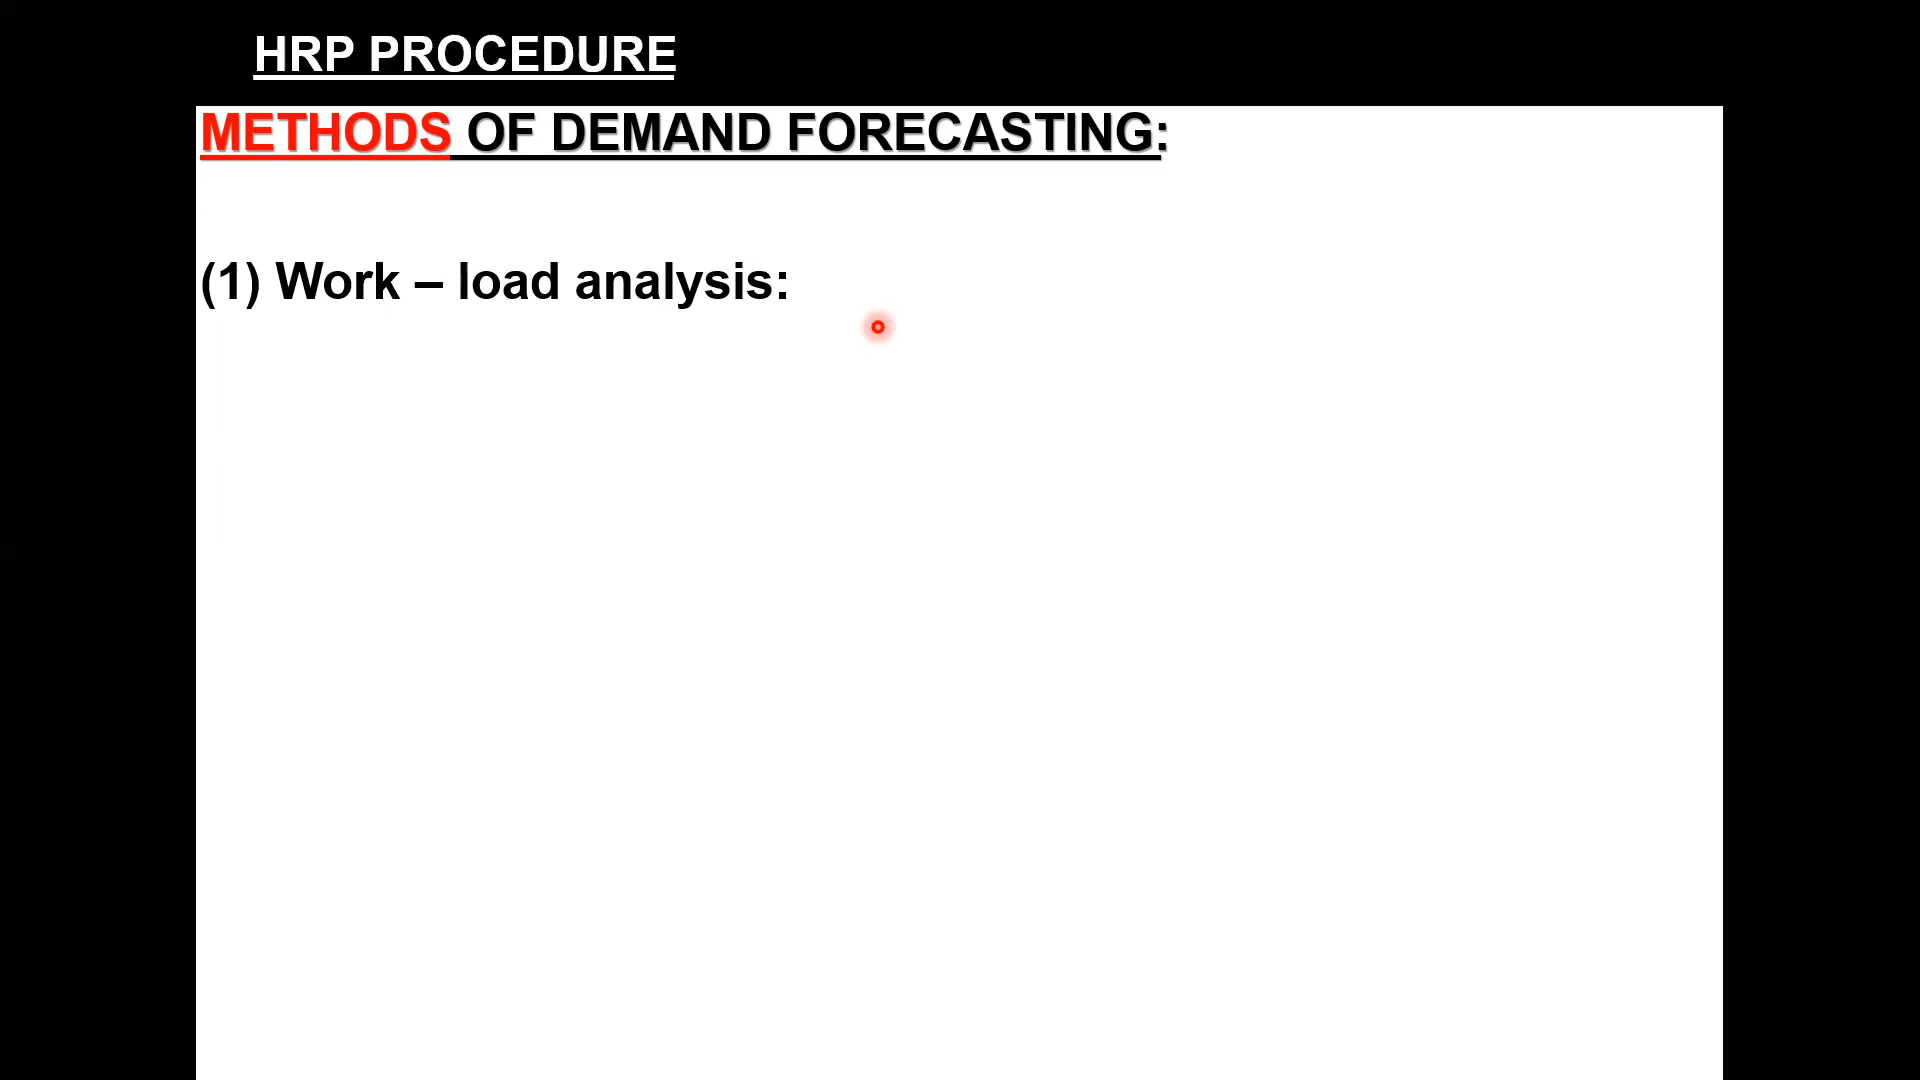 HRP PROCEDURE
METHODS OF DEMAND FORECASTING:
(1) Work – load analysis: